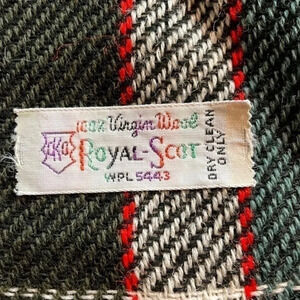 100% Virgin Wool
ROYAL-SCOT
WPL 5443
DRY CLEAN
ONLY